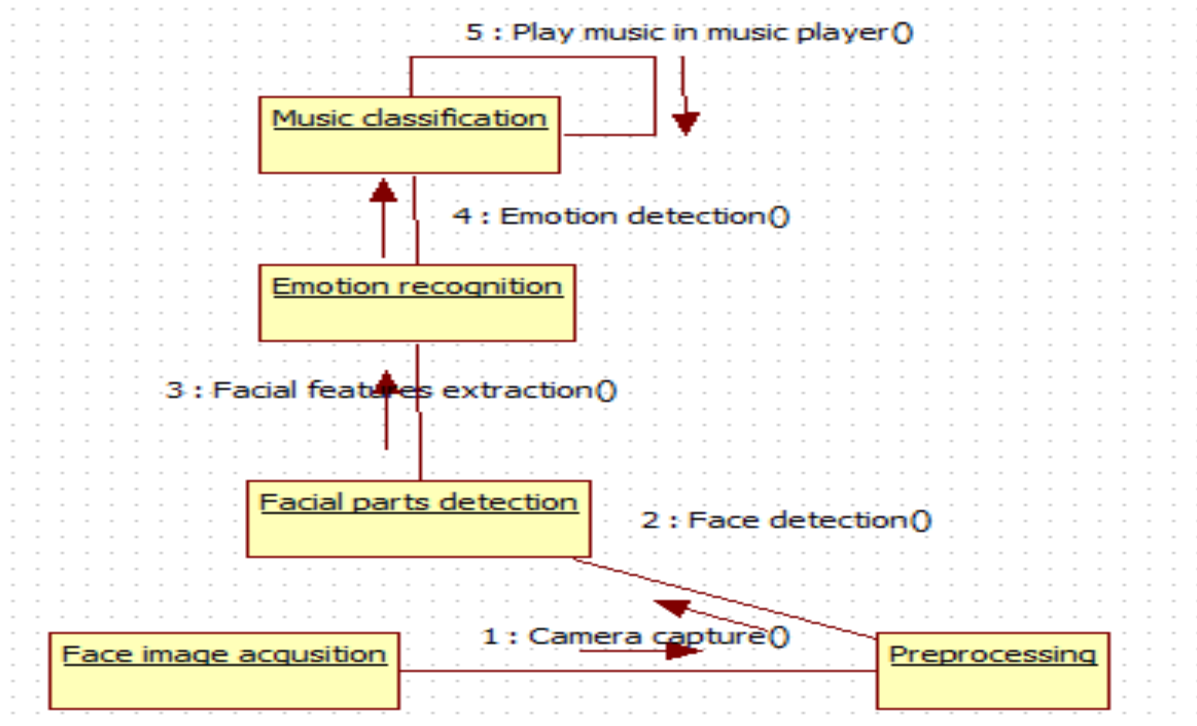 5 : Play music in music player()
Music classification
4 : Emotion detection()
Emotion recognition
3 : Facial features extraction()
Facial parts detection
2 : Face detection()
1 : Camera capture()
Face image acqusition
Preprocessing